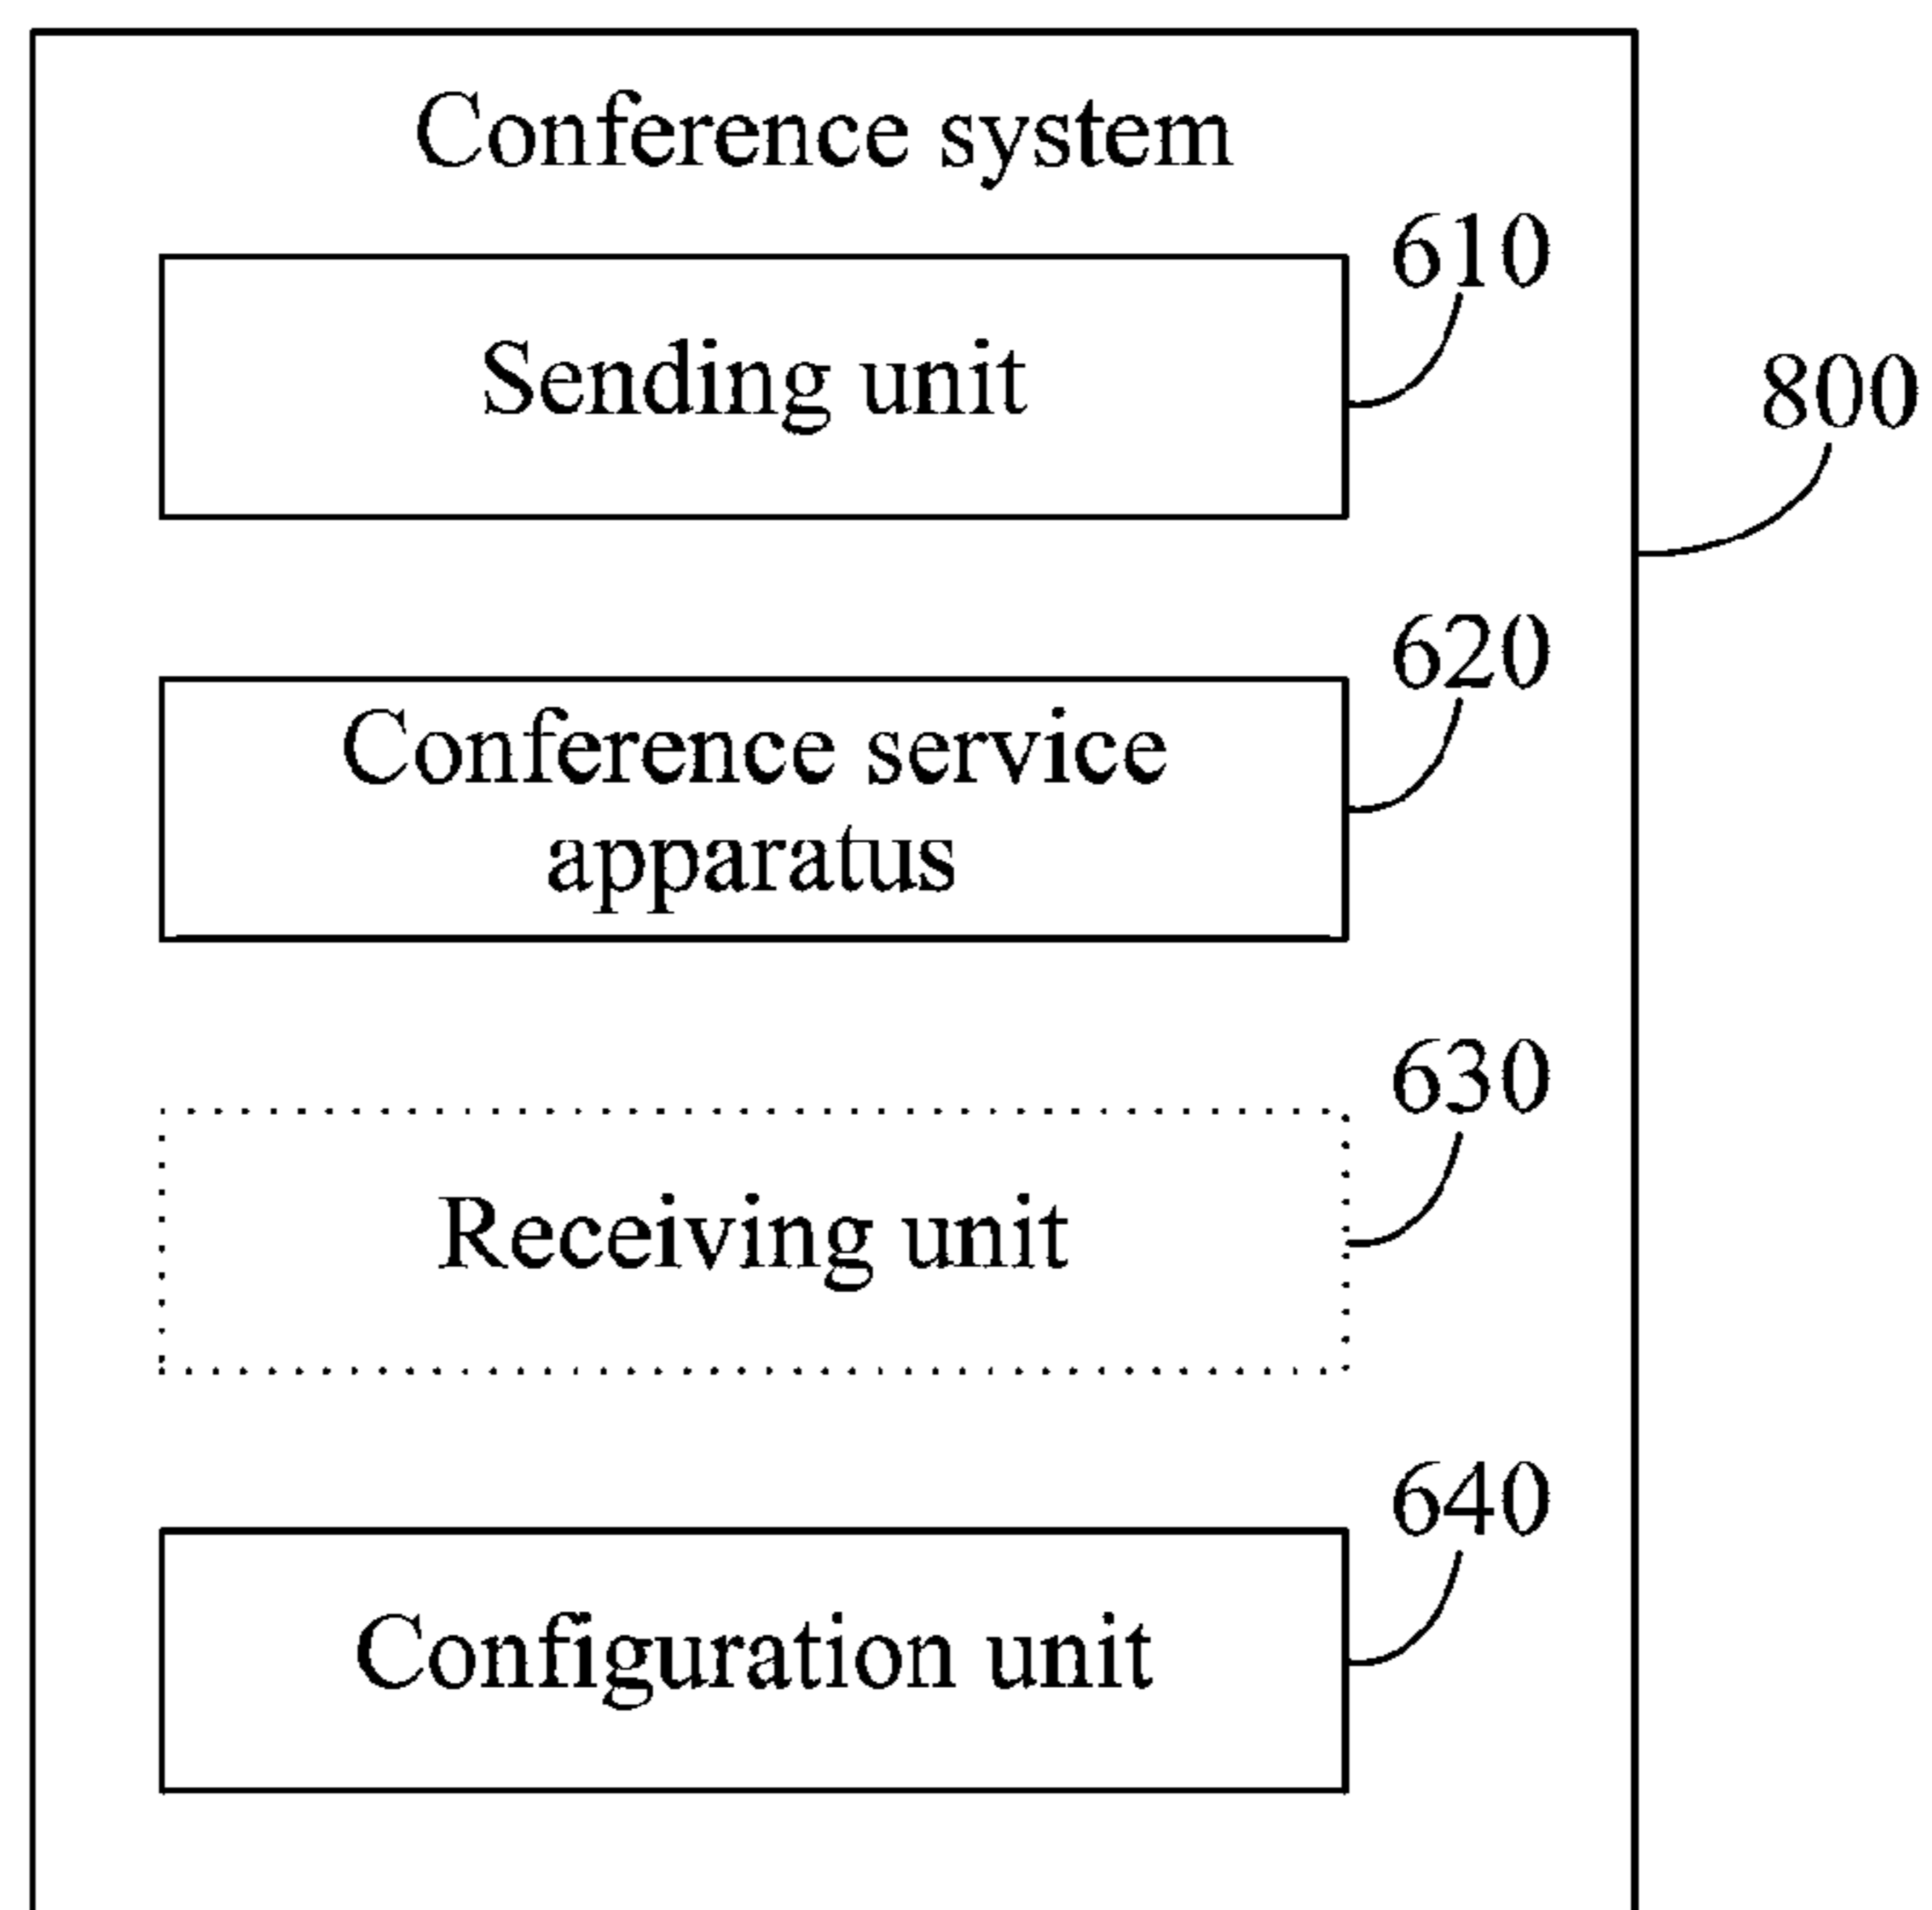 Conference system
610
Sending unit
800
620
Conference service
apparatus
630
Receiving unit
640
Configuration unit